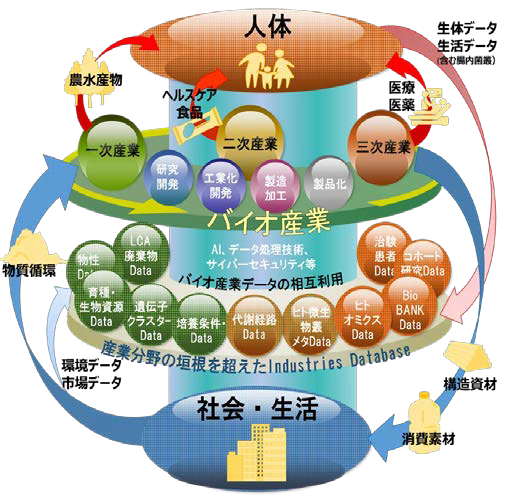 人体
生体データ
生活データ
(含む腸内菌叢)
農水産物
ヘルスケア
食品
医療
医薬
一次産業
二次産業
三次産業
研究
開発
工業化
開発
製造
加工
製品化
バイオ産業
AI、データ処理技術、
サイバーセキュリティ等
バイオ産業データの相互利用
物質循環
物性
Data
LCA
廃棄物
Data
治験
患者
Data
コホート
研究Data
育種・
生物資源
Data
遺伝子
クラスター
Data
培養条件・
Data
代謝経路
Data
ヒト微生
物叢
メタData
ヒト
オミクス
Data
Bio
BANK
Data
産業分野の垣根を超えたIndustries Database
環境データ
市場データ
構造資材
消費素材
社会・生活